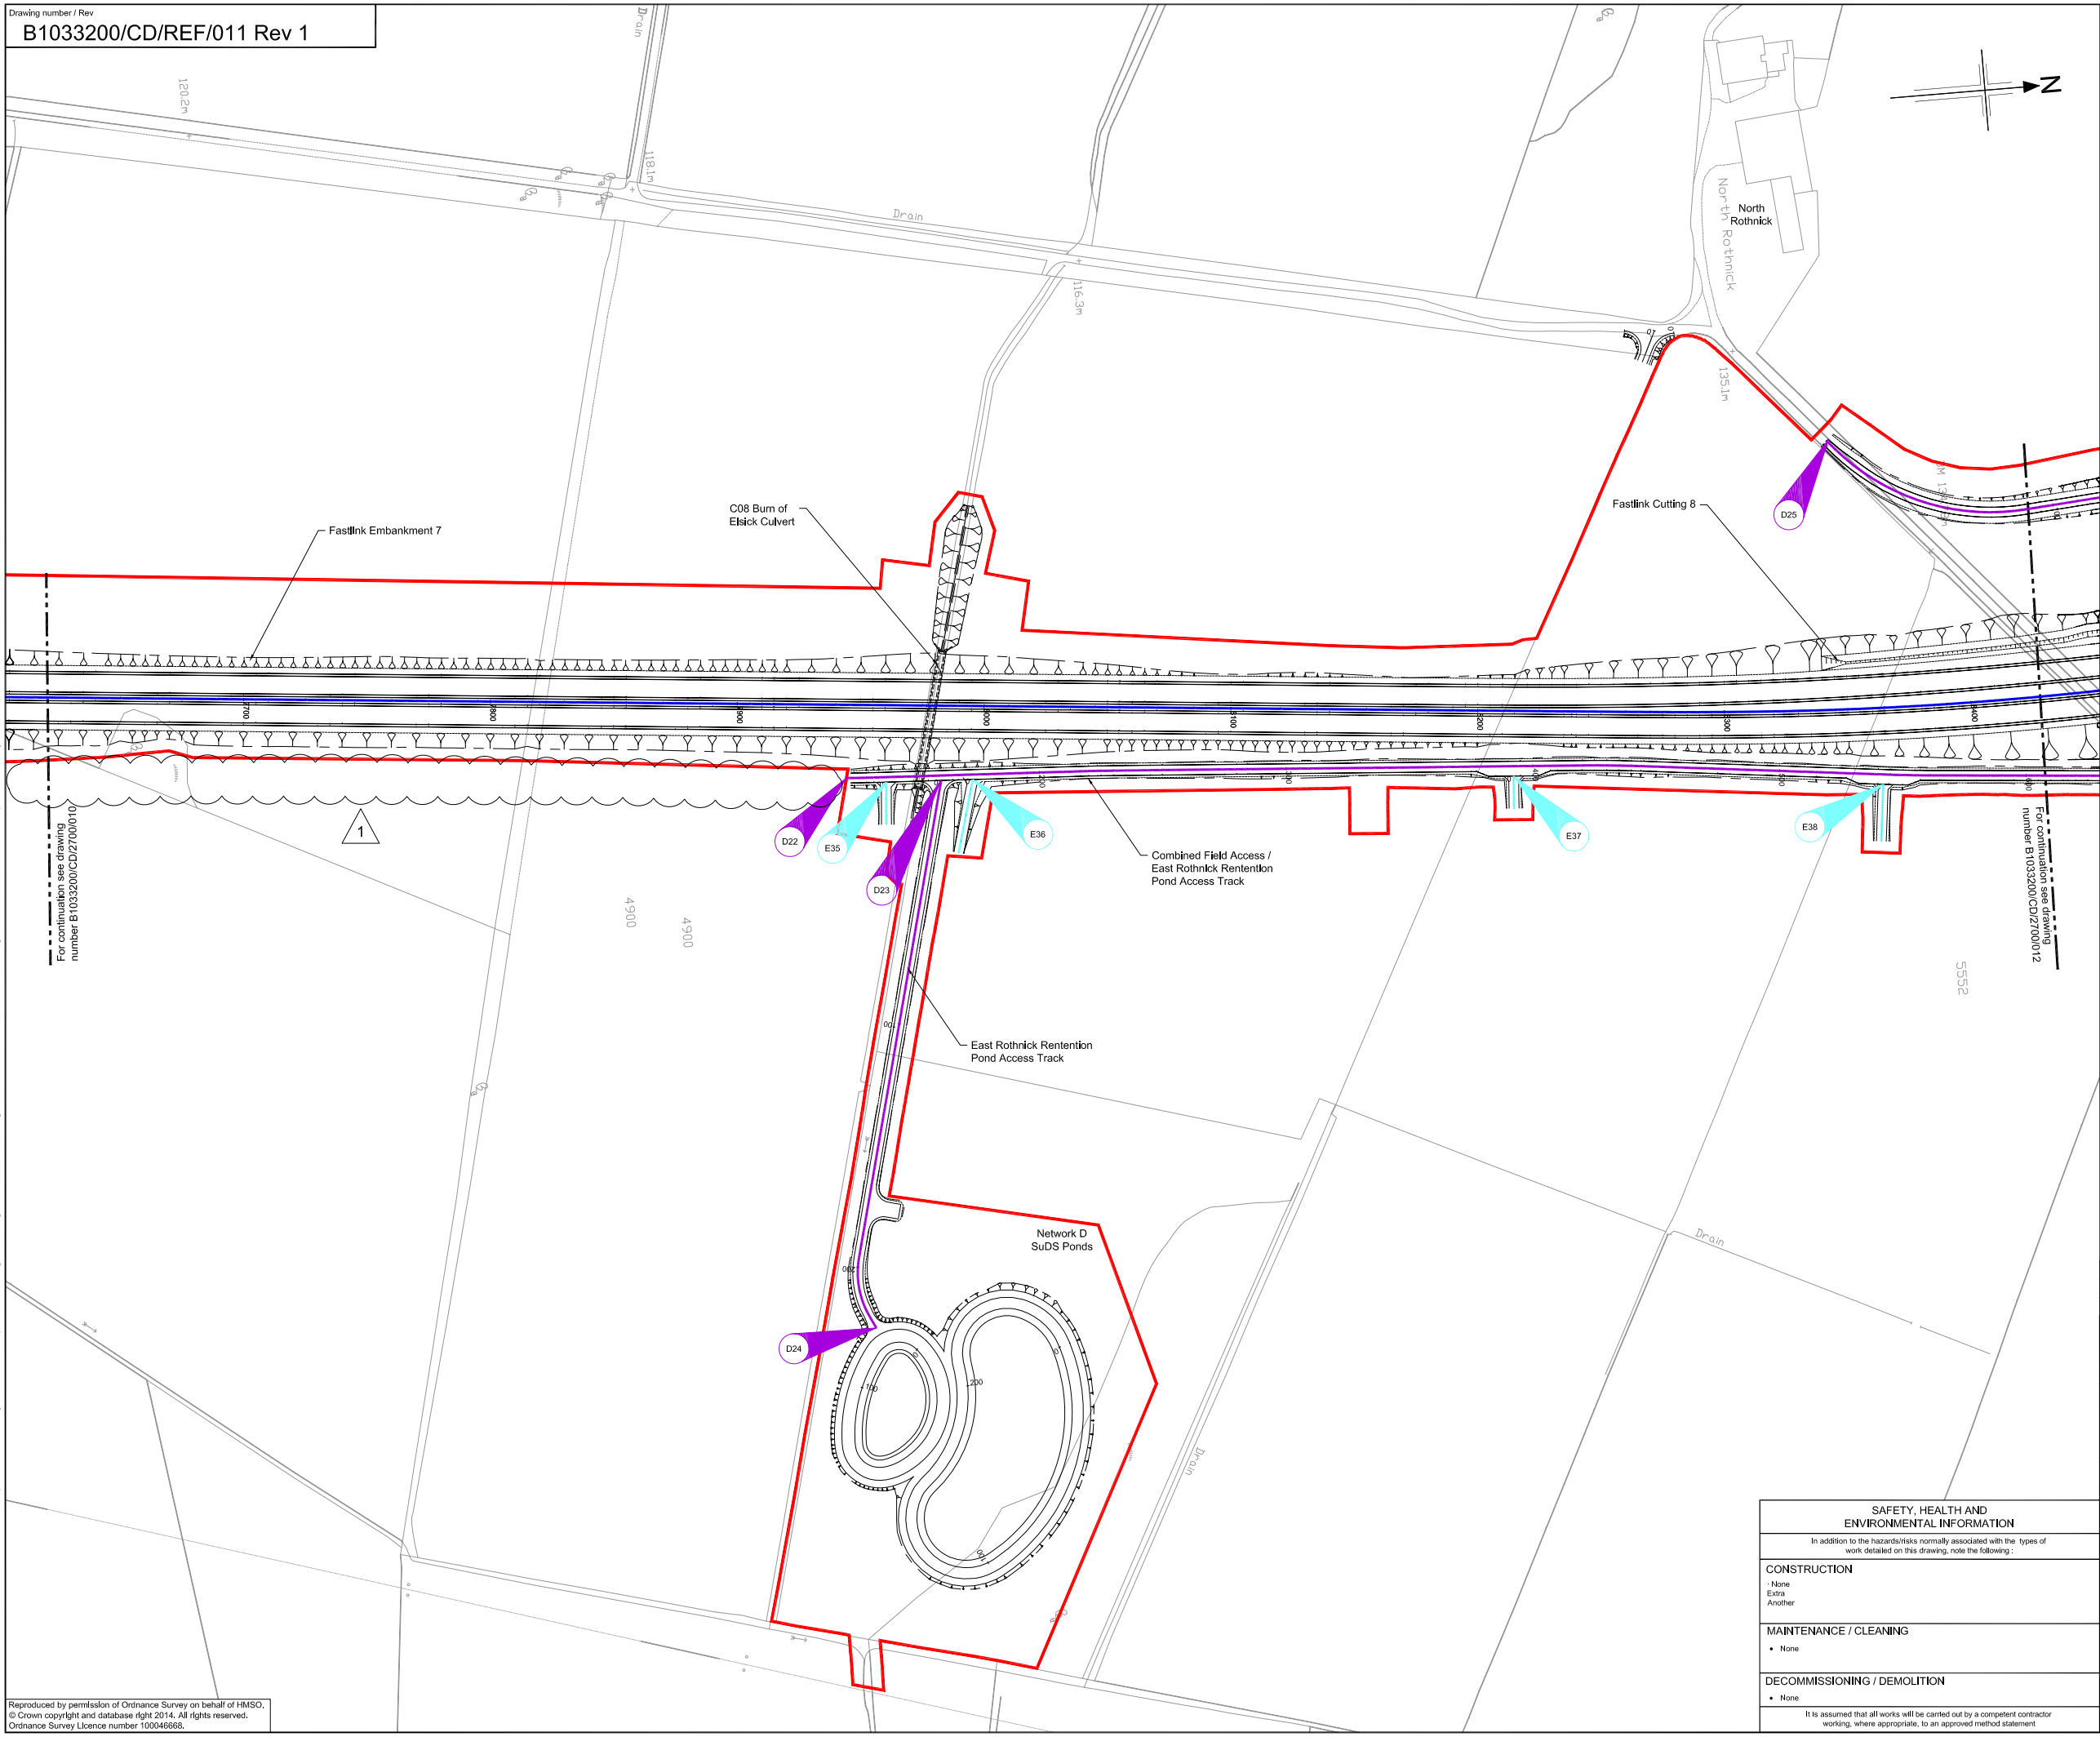 Drawing number / Rev
B1033200/CD/REF/011 Rev 1
120.2m
Drain
118.1m
Drain
116.3m
N
North Rothnick
North
Rothnick
135.1m
10
10
D25
Fastlink Embankment 7
C08 Burn of
Elsick Culvert
Fastlink Cutting 8
D22
E35
D23
E36
E37
E38
1
Combined Field Access /
East Rothnick Rentention
Pond Access Track
For continuation see drawing
number B1033200/CD/2700/010
For continuation see drawing
number B1033200/CD/2700/012
4900
4900
5552
East Rothnick Rentention
Pond Access Track
Network D
SuDS Ponds
D24
200
100
200
100
Drain
Drain
SAFETY, HEALTH AND
ENVIRONMENTAL INFORMATION
In addition to the hazards/risks normally associated with the types of
work detailed on this drawing, note the following :
CONSTRUCTION
· None
Extra
Another
MAINTENANCE / CLEANING
• None
DECOMMISSIONING / DEMOLITION
• None
It is assumed that all works will be carried out by a competent contractor
working, where appropriate, to an approved method statement
Reproduced by permission of Ordnance Survey on behalf of HMSO.
© Crown copyright and database right 2014. All rights reserved.
Ordnance Survey Licence number 100046668.